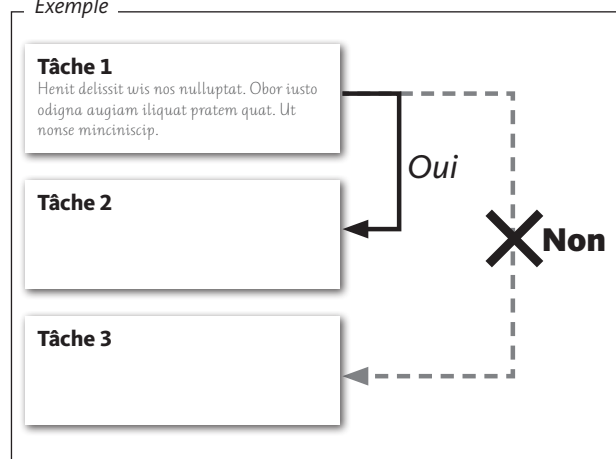 Exemple
Tâche 1
Henit delissit wis nos nulluptat. Obor iusto
odigna augiam iliquat pratem quat. Ut
nonse minciniscip.
Oui
Tâche 2
Non
Tâche 3